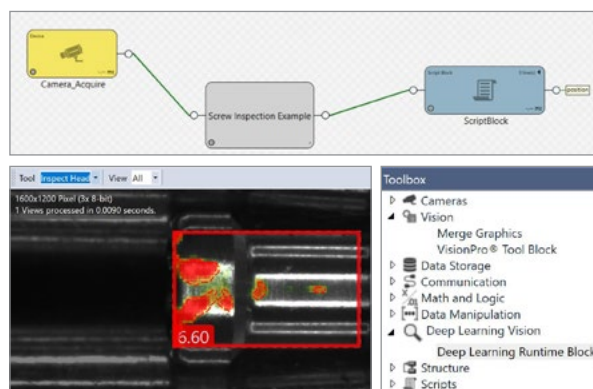 Device
Camera_Acquire
Screw Inspection Example
Script Block
ScriptBlock
position
Tool Inspect Head View All
1600x1200 Pixel (3x 8-bit)
1 Views processed in 0.0090 seconds.
6.60
Toolbox
Cameras
Vision
Merge Graphics
VisionPro® Tool Block
Data Storage
Communication
Math and Logic
Data Manipulation
Deep Learning Vision
Deep Learning Runtime Block
Structure
Scripts